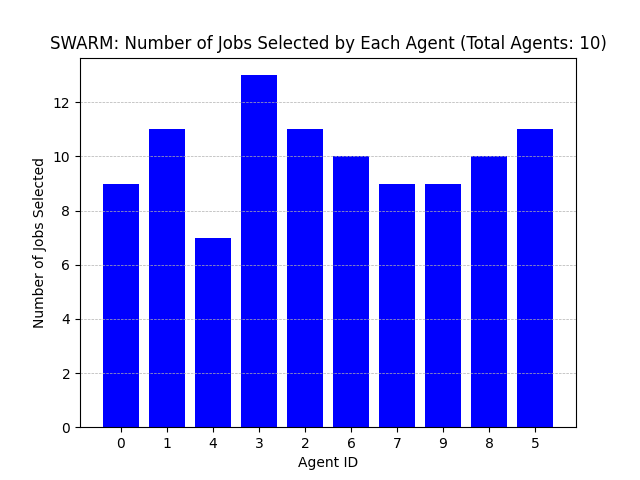 SWARM: Number of Jobs Selected by Each Agent (Total Agents: 10)
12
10
8
6
4
2
0
Number of Jobs Selected
0 1 4 3 2 6 7 9 8 5
Agent ID